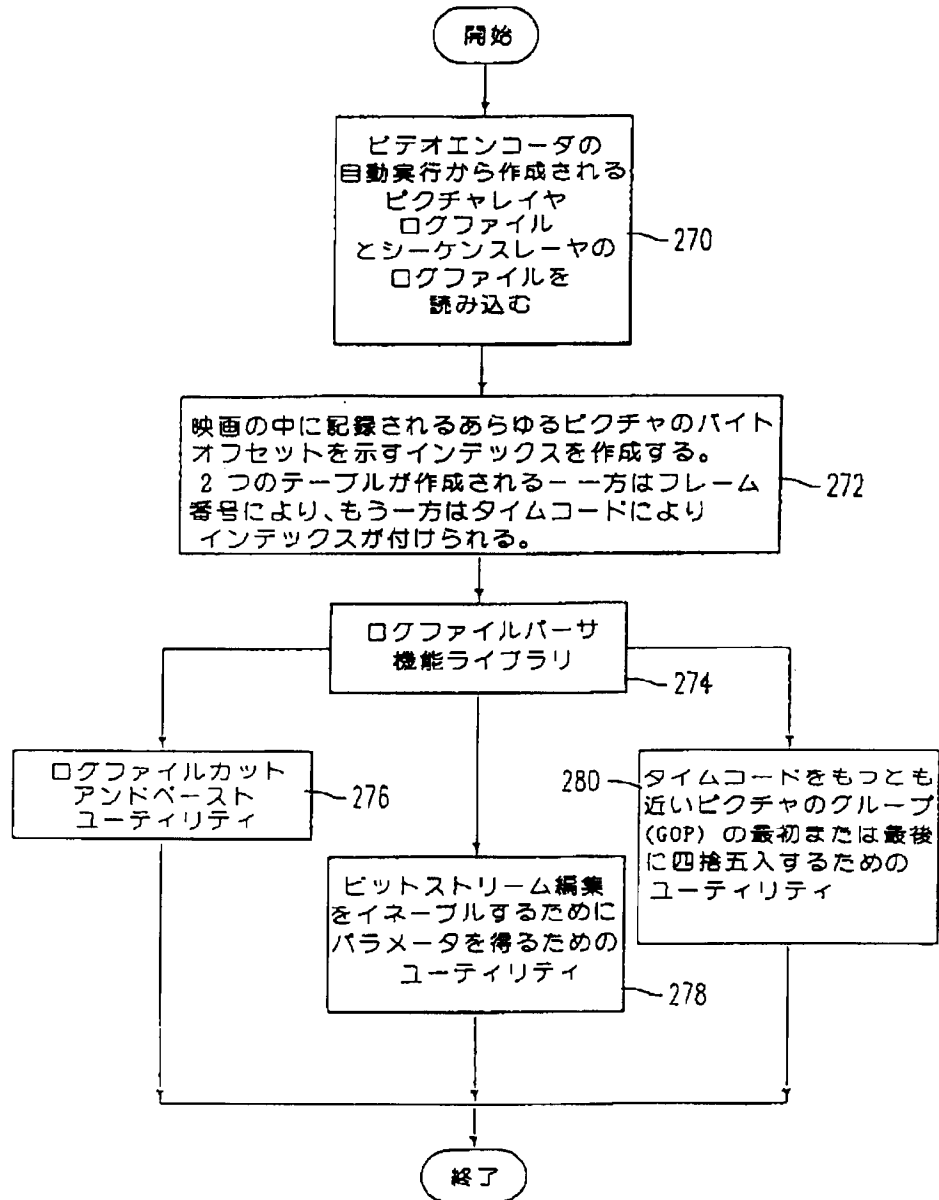 開始
ビデオエンコーダの
自動実行から作成される
ピクチャレイヤ
ログファイル
とシーケンスレーヤの
ログファイルを
読み込む
270
映画の中に記録されるあらゆるピクチャのバイト
オフセットを示すインデックスを作成する。
2つのテーブルが作成される－一方はフレーム
番号により、もう一方はタイムコードにより
インデックスが付けられる。
272
ログファイルパーサ
機能ライブラリ
274
ログファイルカット
アンドペースト
ユーティリティ
276
ビットストリーム編集
をイネーブルするために
パラメータを得るための
ユーティリティ
278
280
タイムコードをもっとも
近いピクチャのグループ
(GOP) の最初または最後
に四捨五入するための
ユーティリティ
終了